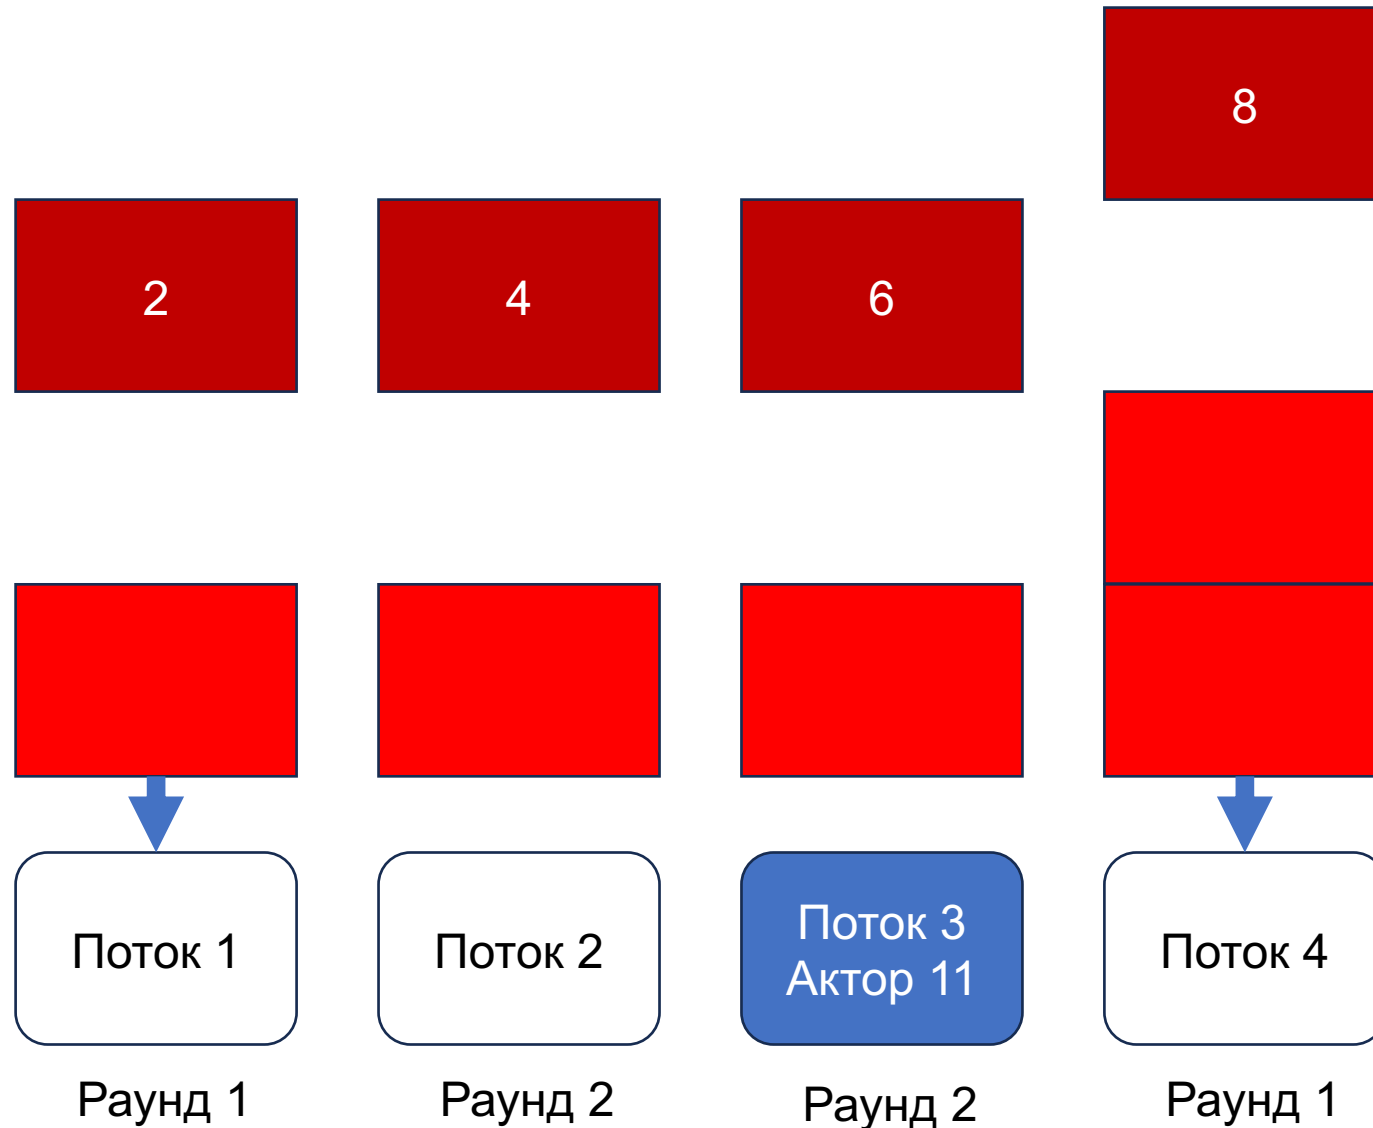 8
2
4
6
Поток 1
Поток 2
Поток 3
Актор 11
Поток 4
Раунд 1
Раунд 2
Раунд 2
Раунд 1